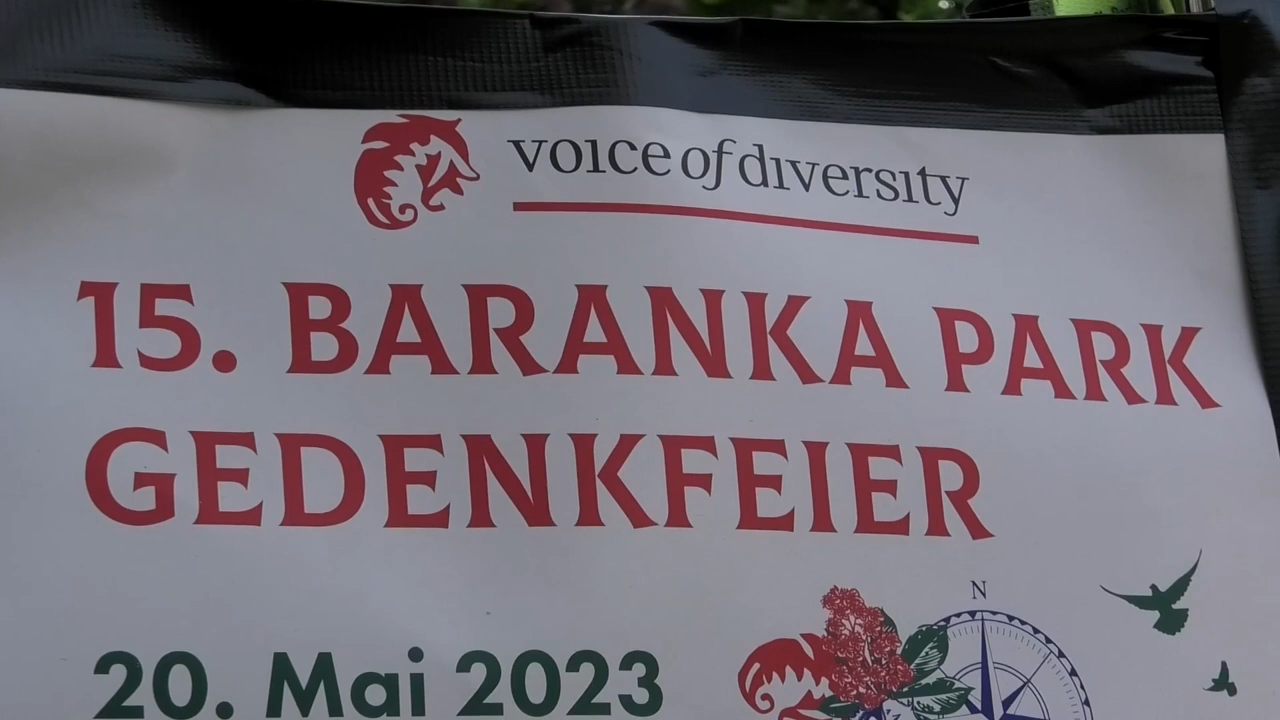 voice of diversity
15. BARANKA PARK
GEDENKFEIER
N
20. Mai 2023